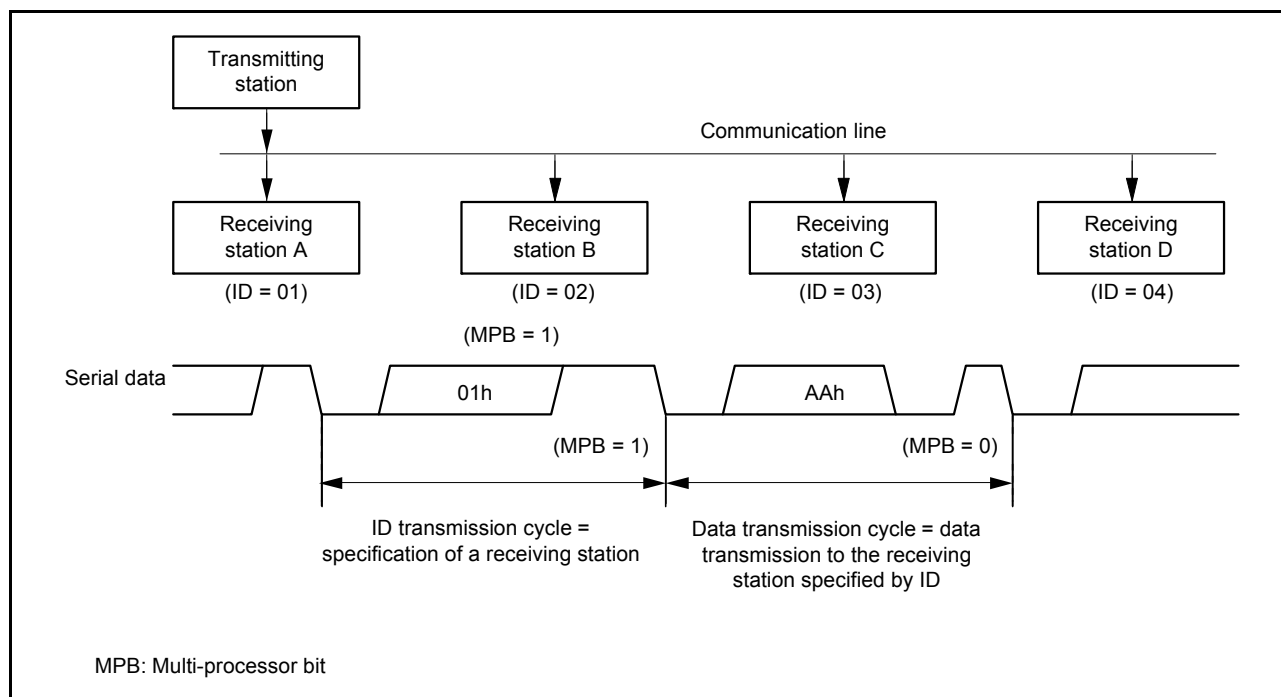 Transmitting
station
Communication line
Receiving
station A
Receiving
station B
Receiving
station C
Receiving
station D
(ID = 01)
(ID = 02)
(ID = 03)
(ID = 04)
(MPB = 1)
Serial data
01h
AAh
(MPB = 1)
(MPB = 0)
ID transmission cycle =
specification of a receiving station
Data transmission cycle = data
transmission to the receiving
station specified by ID
MPB: Multi-processor bit